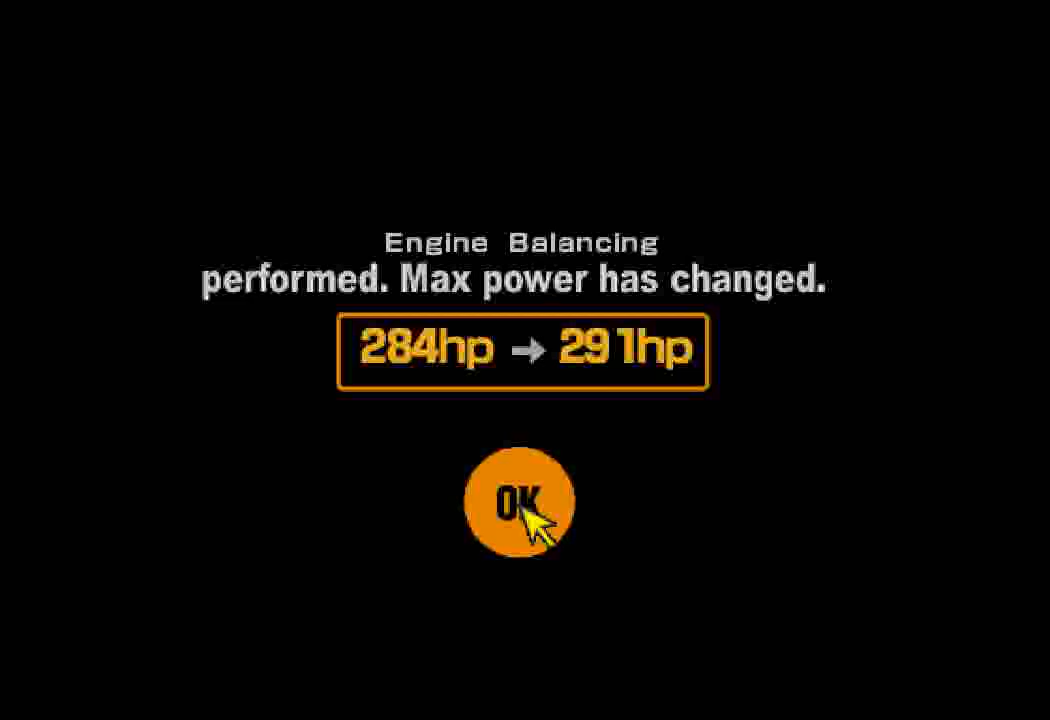 Engine Balancing
performed. Max power has changed.
284hp → 291hp
OK